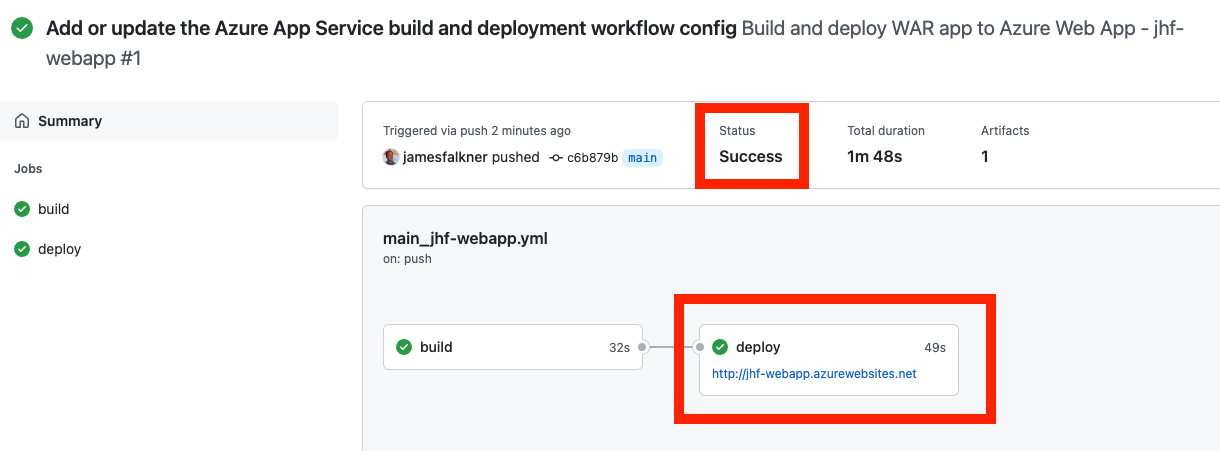 Add or update the Azure App Service build and deployment workflow config Build and deploy WAR app to Azure Web App - jhf-
webapp #1
Summary
Jobs
build
deploy
Triggered via push 2 minutes ago
jamesfalkner pushed c6b879b main
Status
Success
Total duration
1m 48s
Artifacts
1
main_jhf-webapp.yml
on: push
build 32s
deploy 49s
http://jhf-webapp.azurewebsites.net